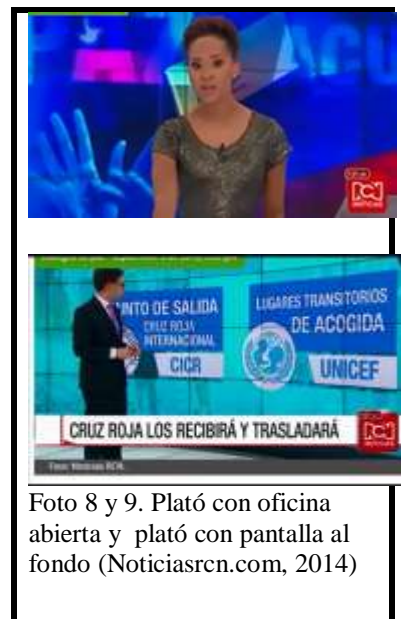 RCN
NOTICIAS
NTO DE SALIDA
CRUZ ROJA
INTERNACIONAL
CICR
LUGARES TRANSITORIOS
DE ACOGIDA
UNICEF
CRUZ ROJA LOS RECIBIRÁ Y TRASLADARÁ
RCN
NOTICIAS
Foto 8 y 9. Plató con oficina
abierta y plató con pantalla al
fondo (Noticiasrcn.com, 2014)